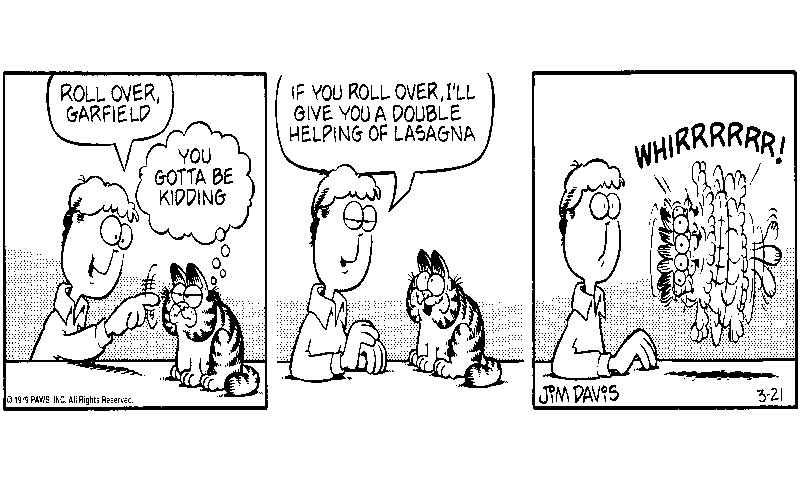 ROLL OVER,
GARFIELD
YOU
GOTTA BE
KIDDING
© 1979 PAWS, INC. All Rights Reserved.
IF YOU ROLL OVER, I'LL
GIVE YOU A DOUBLE
HELPING OF LASAGNA
WHIRRRRRR!
JIM DAVIS
3-21